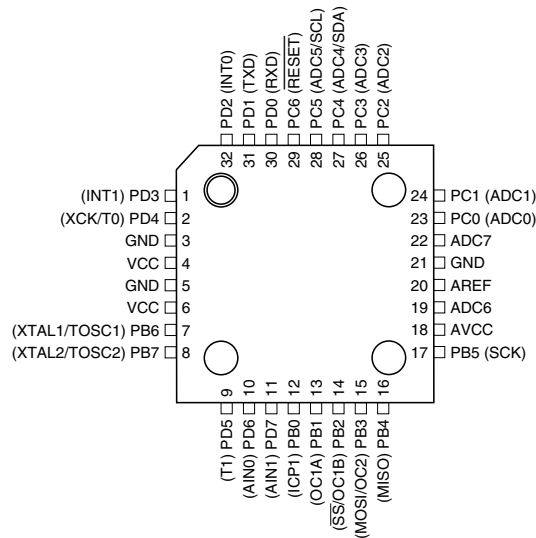 32 PD2 (INT0)
31 PD1 (TXD)
30 PD0 (RXD)
29 PC6 (RESET)
28 PC5 (ADC5/SCL)
27 PC4 (ADC4/SDA)
26 PC3 (ADC3)
25 PC2 (ADC2)
(INT1) PD3 1
(XCK/T0) PD4 2
GND 3
VCC 4
GND 5
VCC 6
(XTAL1/TOSC1) PB6 7
(XTAL2/TOSC2) PB7 8
24 PC1 (ADC1)
23 PC0 (ADC0)
22 ADC7
21 GND
20 AREF
19 ADC6
18 AVCC
17 PB5 (SCK)
(T1) PD5 9
(AIN0) PD6 10
(AIN1) PD7 11
(ICP1) PB0 12
(OC1A) PB1 13
(SS/OC1B) PB2 14
(MOSI/OC2) PB3 15
(MISO) PB4 16